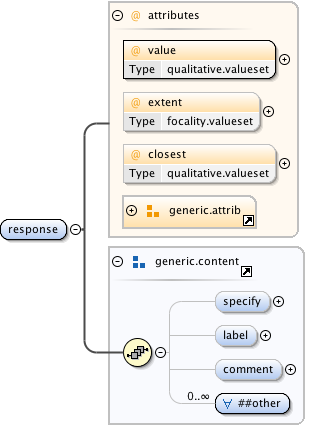 @ attributes
@ value
Type qualitative.valueset
@ extent
Type focality.valueset
@ closest
Type qualitative.valueset
generic.attrib
response
generic.content
specify
label
comment
0..∞
∀ ##other